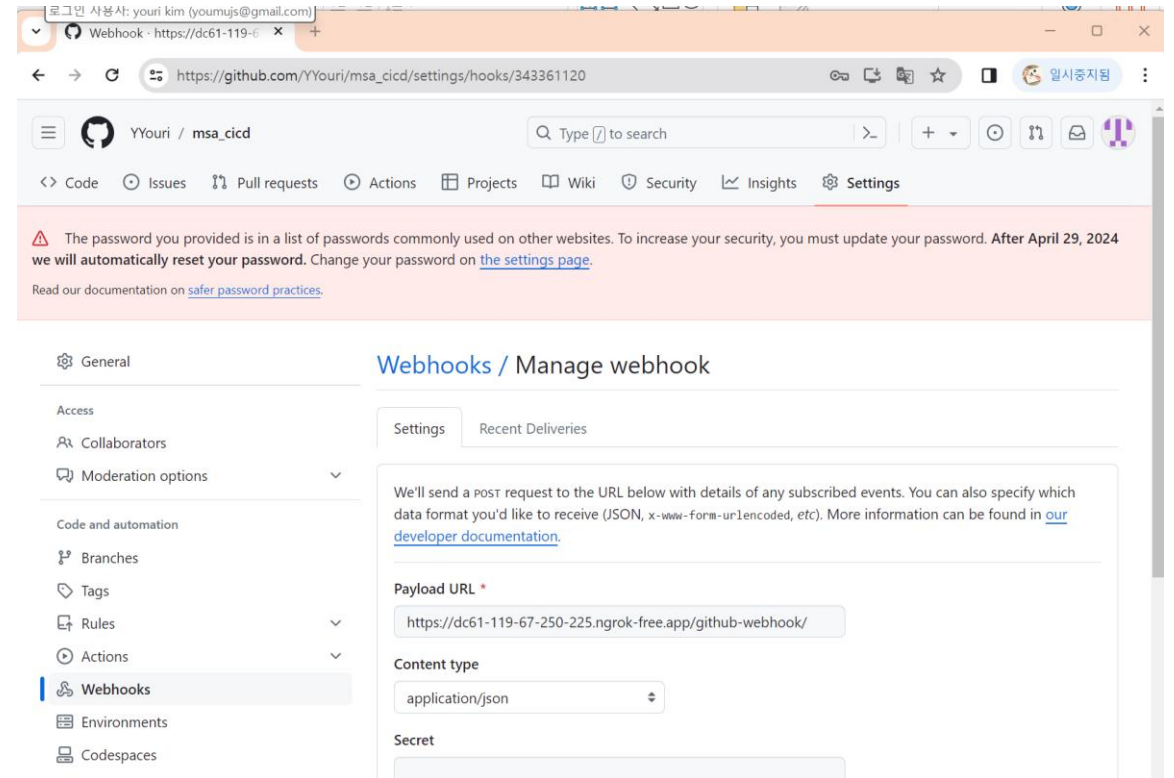 로그인 사용자: youri kim (youmujs@gmail.com)
Webhook · https://dc61-119-6
https://github.com/YYouri/msa_cicd/settings/hooks/343361120
일시중지됨
YYouri / msa_cicd
Type / to search
Code Issues Pull requests Actions Projects Wiki Security Insights Settings
The password you provided is in a list of passwords commonly used on other websites. To increase your security, you must update your password. After April 29, 2024
we will automatically reset your password. Change your password on the settings page.
Read our documentation on safer password practices.
General
Access
Collaborators
Moderation options
Code and automation
Branches
Tags
Rules
Actions
Webhooks
Environments
Codespaces
Webhooks / Manage webhook
Settings Recent Deliveries
We'll send a POST request to the URL below with details of any subscribed events. You can also specify which
data format you'd like to receive (JSON, x-www-form-urlencoded, etc). More information can be found in our
developer documentation.
Payload URL *
https://dc61-119-67-250-225.ngrok-free.app/github-webhook/
Content type
application/json
Secret